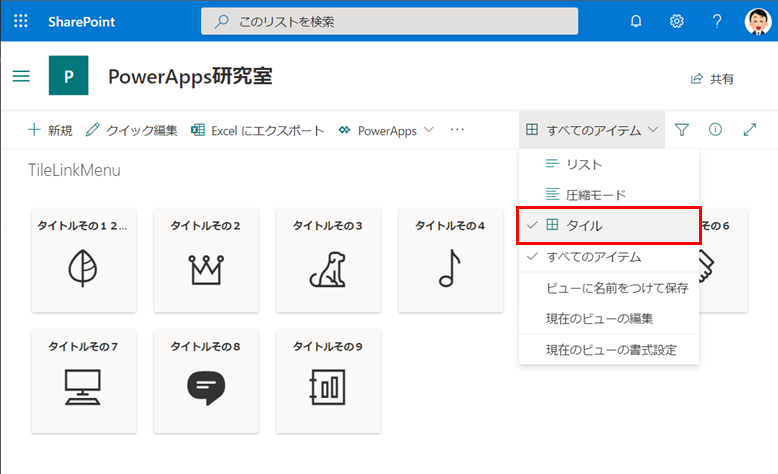 SharePoint
このリストを検索
?
P
PowerApps研究室
共有
+ 新規
クイック編集
Excel にエクスポート
PowerApps
…
すべてのアイテム
TileLinkMenu
リスト
圧縮モード
タイル
すべてのアイテム
ビューに名前をつけて保存
現在のビューの編集
現在のビューの書式設定
タイトルその１２...
タイトルその2
タイトルその3
タイトルその4
の6
タイトルその7
タイトルその8
タイトルその9